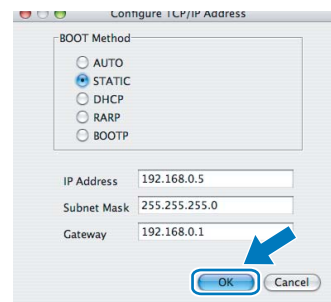 Configure TCP/IP Address
BOOT Method
AUTO
STATIC
DHCP
RARP
BOOTP
IP Address 192.168.0.5
Subnet Mask 255.255.255.0
Gateway 192.168.0.1
OK Cancel